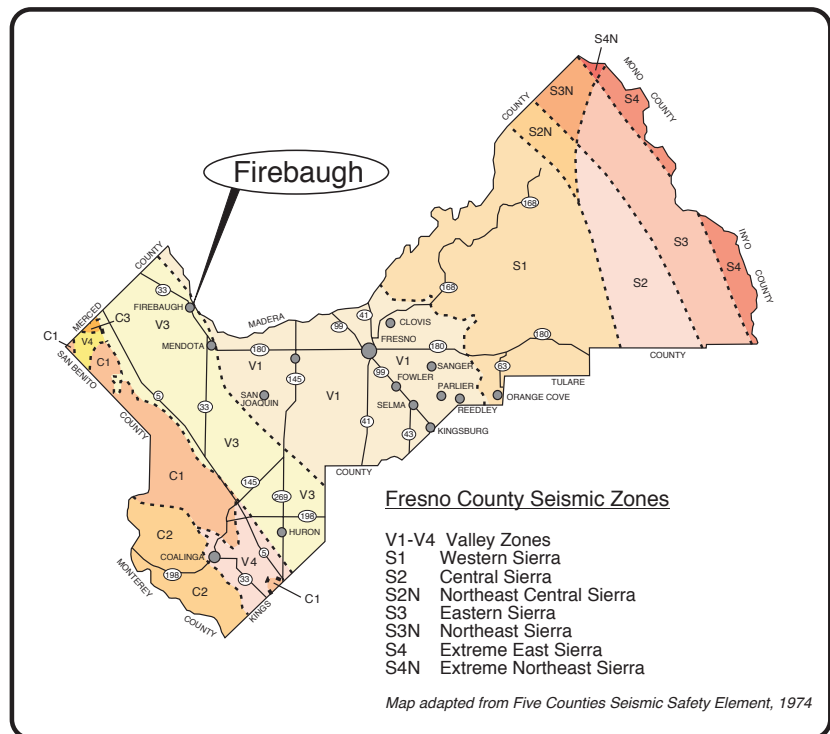 S4N
MONO
COUNTY
S3N
S4
COUNTY
S2N
Firebaugh
168
S1
S3
INYO
COUNTY
S2
S4
COUNTY
33
168
MERCED
FIREBAUGH
MADERA
41
C3
V3
99
CLOVIS
C1
V4
FRESNO
SAN BENITO
MENDOTA
180
180
180
COUNTY
C1
V1
V1
SANGER
99
63
145
FOWLER
TULARE
5
SAN
JOAQUIN
V1
PARLIER
ORANGE COVE
33
SELMA
REEDLEY
COUNTY
41
43
KINGSBURG
V3
COUNTY
145
C1
269
V3
198
C2
HURON
5
COALINGA
V4
198
33
MONTEREY
C2
C1
KINGS
COUNTY
Fresno County Seismic Zones
V1-V4 Valley Zones
S1 Western Sierra
S2 Central Sierra
S2N Northeast Central Sierra
S3 Eastern Sierra
S3N Northeast Sierra
S4 Extreme East Sierra
S4N Extreme Northeast Sierra
Map adapted from Five Counties Seismic Safety Element, 1974